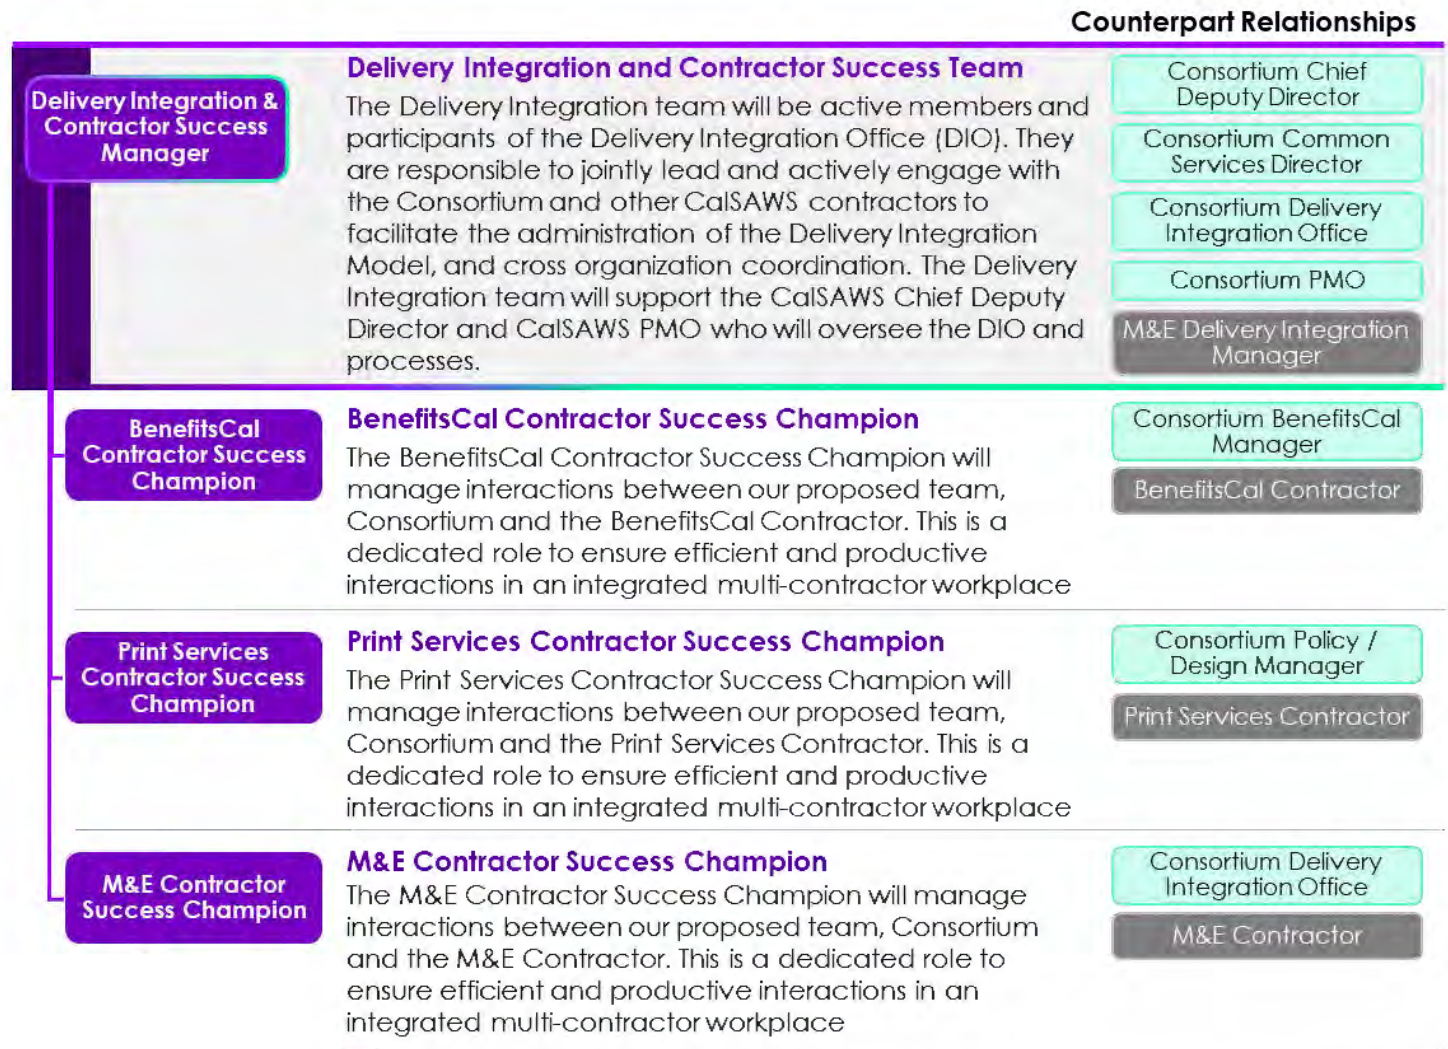 Counterpart Relationships
Delivery Integration &
Contractor Success
Manager
Delivery Integration and Contractor Success Team
The Delivery Integration team will be active members and
participants of the Delivery Integration Office (DIO). They
are responsible to jointly lead and actively engage with
the Consortium and other CalSAWS contractors to
facilitate the administration of the Delivery Integration
Model, and cross organization coordination. The Delivery
Integration team will support the CalSAWS Chief Deputy
Director and CalSAWS PMO who will oversee the DIO and
processes.
Consortium Chief
Deputy Director
Consortium Common
Services Director
Consortium Delivery
Integration Office
Consortium PMO
M&E Delivery Integration
Manager
BenefitsCal
Contractor Success
Champion
BenefitsCal Contractor Success Champion
The BenefitsCal Contractor Success Champion will
manage interactions between our proposed team,
Consortium and the BenefitsCal Contractor. This is a
dedicated role to ensure efficient and productive
interactions in an integrated multi-contractor workplace
Consortium BenefitsCal
Manager
BenefitsCal Contractor
Print Services
Contractor Success
Champion
Print Services Contractor Success Champion
The Print Services Contractor Success Champion will
manage interactions between our proposed team,
Consortium and the Print Services Contractor. This is a
dedicated role to ensure efficient and productive
interactions in an integrated multi-contractor workplace
Consortium Policy /
Design Manager
Print Services Contractor
M&E Contractor
Success Champion
M&E Contractor Success Champion
The M&E Contractor Success Champion will manage
interactions between our proposed team, Consortium
and the M&E Contractor. This is a dedicated role to
ensure efficient and productive interactions in an
integrated multi-contractor workplace
Consortium Delivery
Integration Office
M&E Contractor